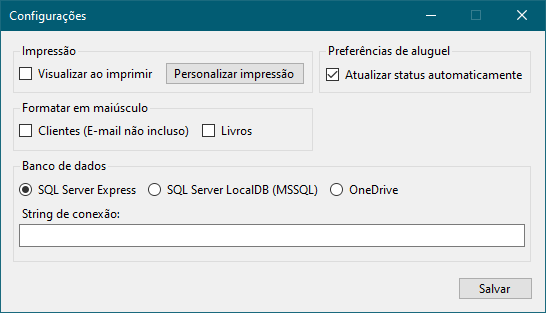 Configurações
Impressão
Visualizar ao imprimir
Personalizar impressão
Preferências de aluguel
Atualizar status automaticamente
Formatar em maiúsculo
Clientes (E-mail não incluso)
Livros
Banco de dados
SQL Server Express
SQL Server LocalDB (MSSQL)
OneDrive
String de conexão:
Salvar